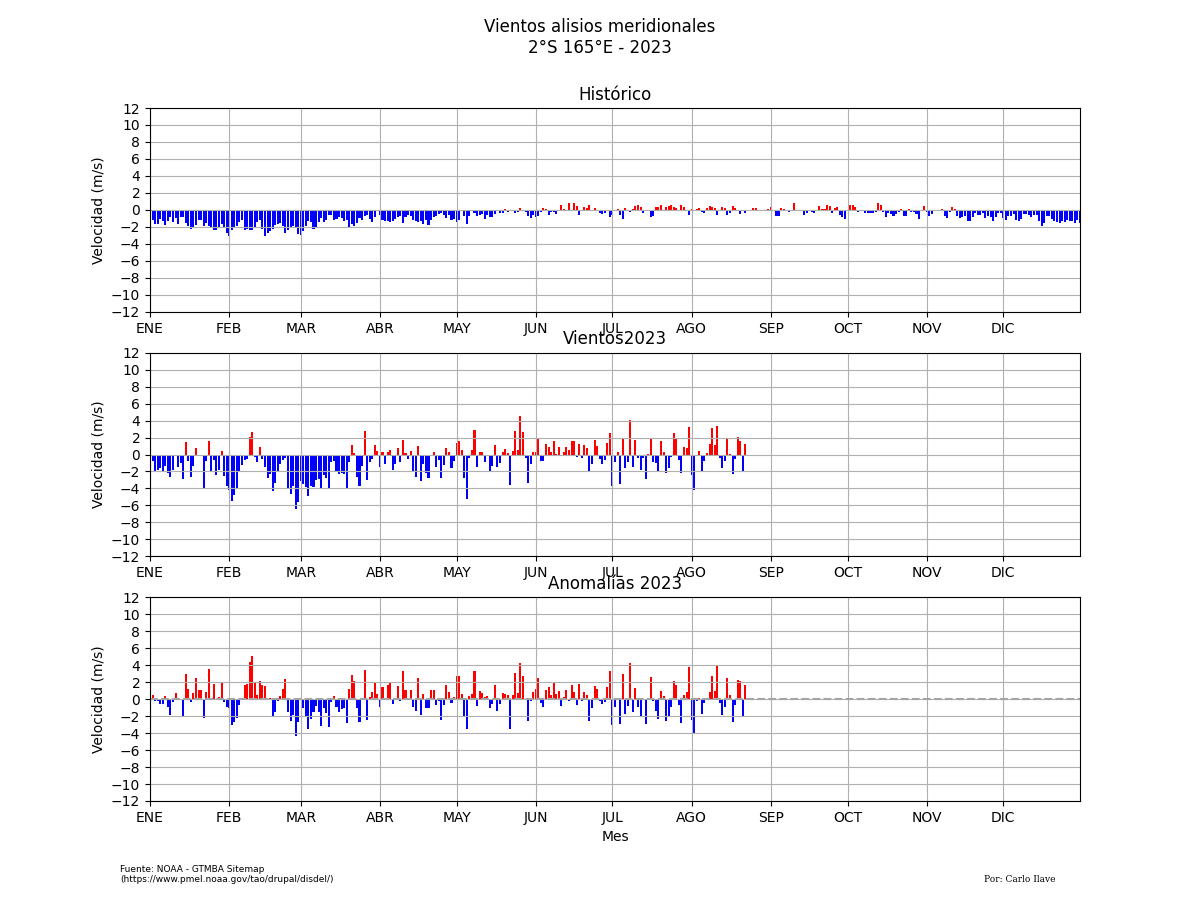 Vientos alisios meridionales
2°S 165°E - 2023
Histórico
12
10
8
6
4
2
0
−2
−4
−6
−8
−10
−12
Velocidad (m/s)
ENE FEB MAR ABR MAY JUN JUL AGO SEP OCT NOV DIC
Vientos2023
12
10
8
6
4
2
0
−2
−4
−6
−8
−10
−12
Velocidad (m/s)
ENE FEB MAR ABR MAY JUN JUL AGO SEP OCT NOV DIC
Anomalías 2023
12
10
8
6
4
2
0
−2
−4
−6
−8
−10
−12
Velocidad (m/s)
ENE FEB MAR ABR MAY JUN JUL AGO SEP OCT NOV DIC
Mes
Fuente: NOAA - GTMBA Sitemap
(https://www.pmel.noaa.gov/tao/drupal/disdel/)
Por: Carlo Ilave